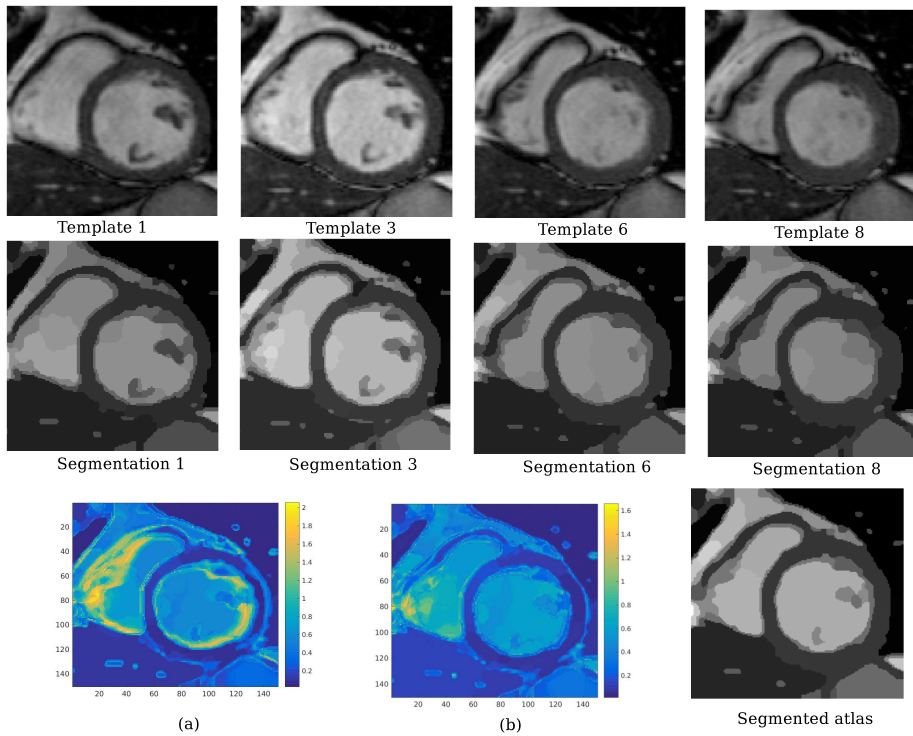 Template 1
Template 3
Template 6
Template 8
Segmentation 1
Segmentation 3
Segmentation 6
Segmentation 8
20
40
60
80
100
120
140
20 40 60 80 100 120 140
2
1.8
1.6
1.4
1.2
1
0.8
0.6
0.4
0.2
(a)
20
40
60
80
100
120
140
20 40 60 80 100 120 140
1.6
1.4
1.2
1
0.8
0.6
0.4
0.2
(b)
Segmented atlas